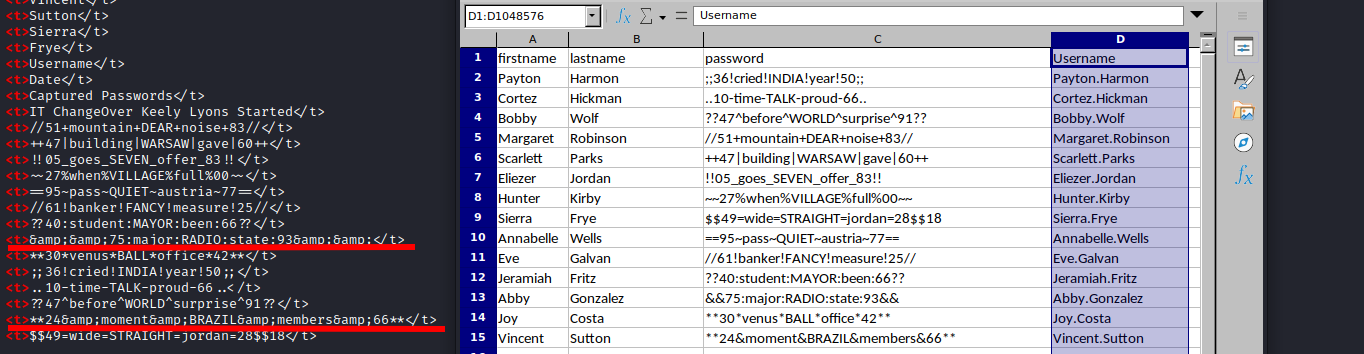 <t>Vincent</t>
<t>Sutton</t>
<t>Sierra</t>
<t>Frye</t>
<t>Username</t>
<t>Date</t>
<t>Captured Passwords</t>
<t>IT ChangeOver Keely Lyons Started</t>
<t>//51+mountain+DEAR+noise+83//</t>
<t>++47|building|WARSAW|gave|60++</t>
<t>!!05_goes_SEVEN_offer_83!!</t>
<t>~~27%when%VILLAGE%full%00~~</t>
<t>==95~pass~QUIET~austria~77==</t>
<t>//61!banker!FANCY!measure!25//</t>
<t>??40:student:MAYOR:been:66??</t>
<t>&amp;&amp;75:major:RADIO:state:93&amp;&amp;</t>
<t>**30*venus*BALL*office*42**</t>
<t>;;36!cried!INDIA!year!50;;</t>
<t>..10-time-TALK-proud-66..</t>
<t>??47^before^WORLD^surprise^91??</t>
<t>**24&amp;moment&amp;BRAZIL&amp;members&amp;66**</t>
<t>$$49=wide=STRAIGHT=jordan=28$$18</t>
D1:D1048576 fx Σ = Username
A B C D
1 firstname lastname password Username
2 Payton Harmon ;;36!cried!INDIA!year!50;; Payton.Harmon
3 Cortez Hickman ..10-time-TALK-proud-66.. Cortez.Hickman
4 Bobby Wolf ??47^before^WORLD^surprise^91?? Bobby.Wolf
5 Margaret Robinson //51+mountain+DEAR+noise+83// Margaret.Robinson
6 Scarlett Parks ++47|building|WARSAW|gave|60++ Scarlett.Parks
7 Eliezer Jordan !!05_goes_SEVEN_offer_83!! Eliezer.Jordan
8 Hunter Kirby ~~27%when%VILLAGE%full%00~~ Hunter.Kirby
9 Sierra Frye $$49=wide=STRAIGHT=jordan=28$$18 Sierra.Frye
10 Annabelle Wells ==95~pass~QUIET~austria~77== Annabelle.Wells
11 Eve Galvan //61!banker!FANCY!measure!25// Eve.Galvan
12 Jeramiah Fritz ??40:student:MAYOR:been:66?? Jeramiah.Fritz
13 Abby Gonzalez &&75:major:RADIO:state:93&& Abby.Gonzalez
14 Joy Costa **30*venus*BALL*office*42** Joy.Costa
15 Vincent Sutton **24&moment&BRAZIL&members&66** Vincent.Sutton
fx